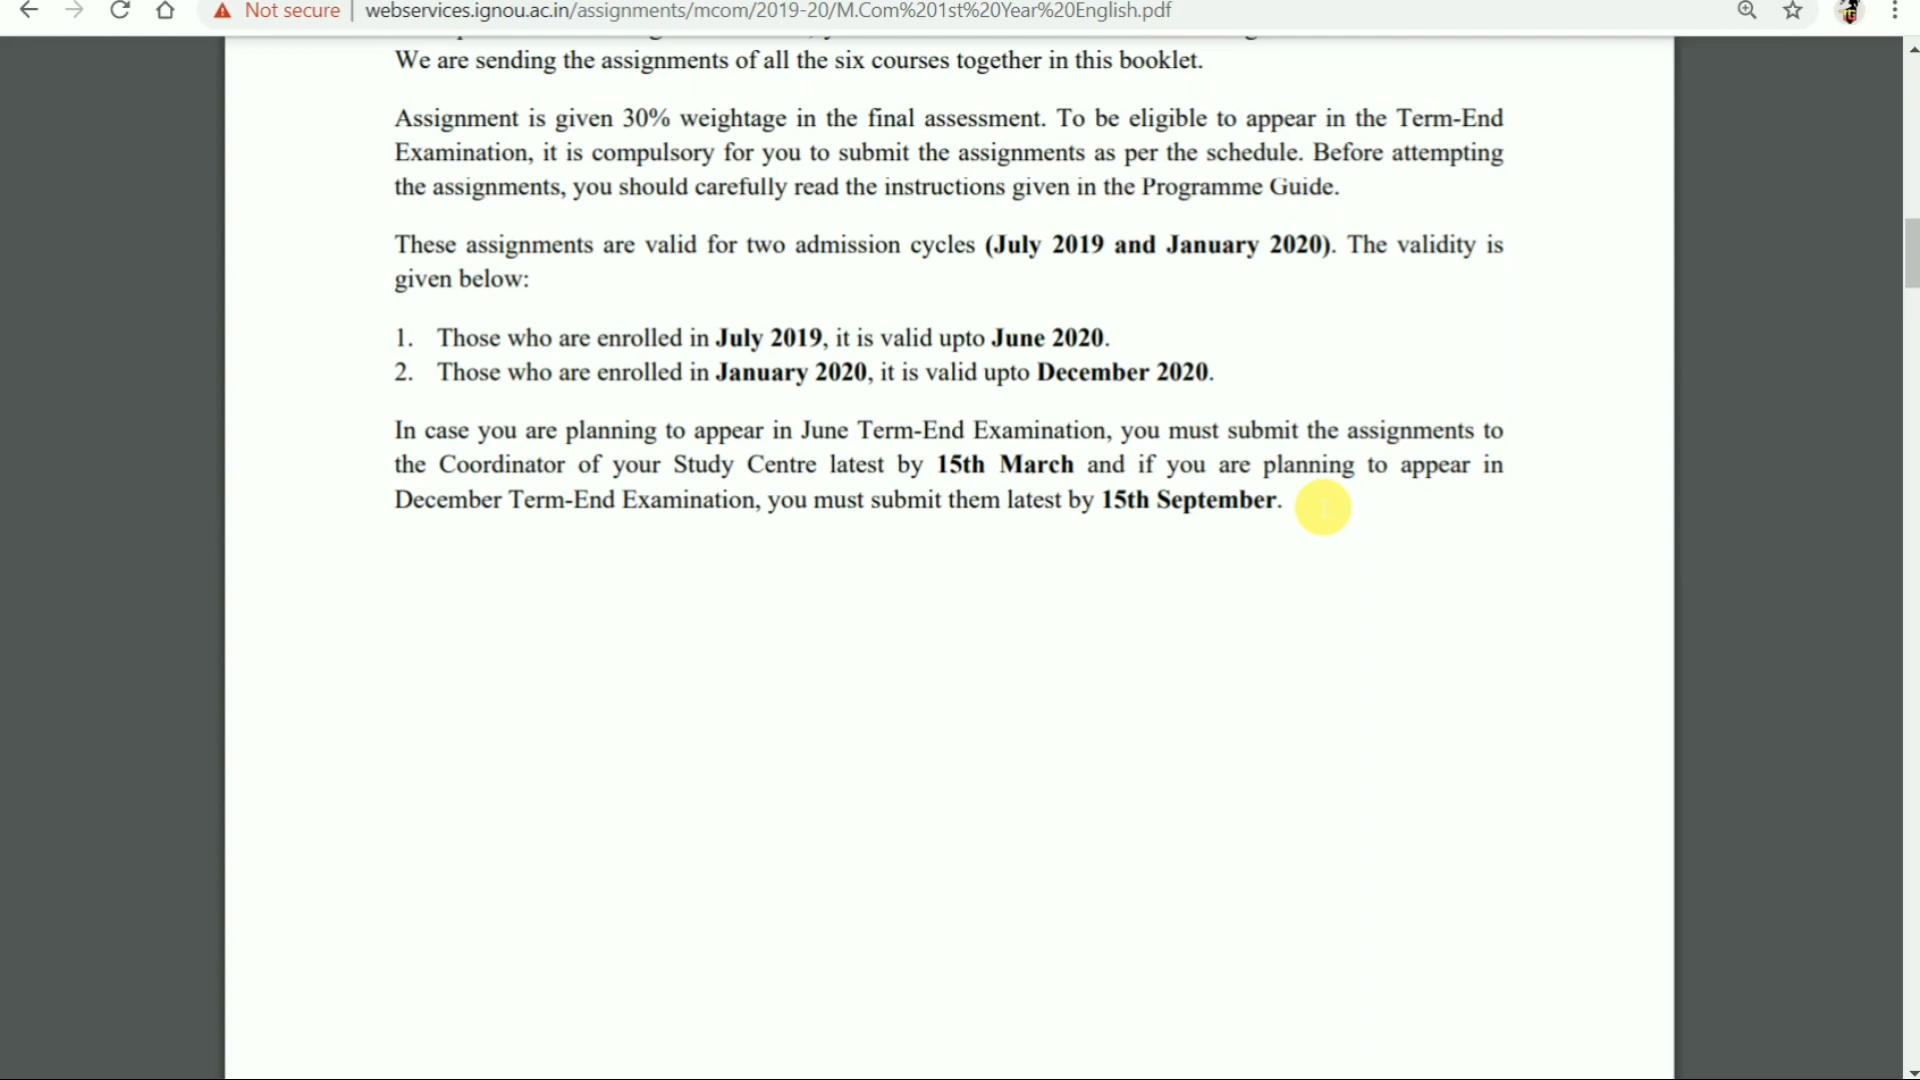 Not secure | webservices.ignou.ac.in/assignments/mcom/2019-20/M.Com%201st%20Year%20English.pdf
We are sending the assignments of all the six courses together in this booklet.
Assignment is given 30% weightage in the final assessment. To be eligible to appear in the Term-End
Examination, it is compulsory for you to submit the assignments as per the schedule. Before attempting
the assignments, you should carefully read the instructions given in the Programme Guide.
These assignments are valid for two admission cycles (July 2019 and January 2020). The validity is
given below:
1. Those who are enrolled in July 2019, it is valid upto June 2020.
2. Those who are enrolled in January 2020, it is valid upto December 2020.
In case you are planning to appear in June Term-End Examination, you must submit the assignments to
the Coordinator of your Study Centre latest by 15th March and if you are planning to appear in
December Term-End Examination, you must submit them latest by 15th September.